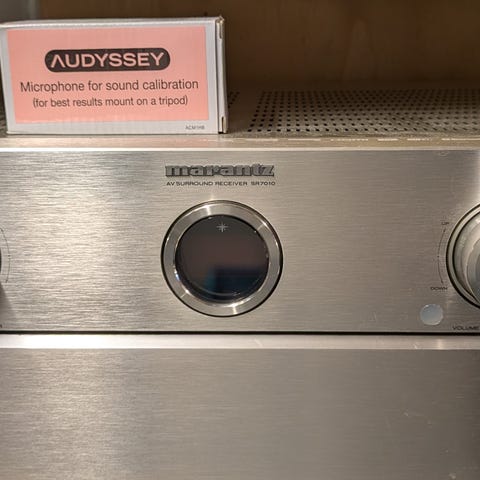 AUDYSSEY
Microphone for sound calibration
(for best results mount on a tripod)
ACM1HB
marantz
AV SURROUND RECEIVER SR7010
UP
DOWN
VOLUME